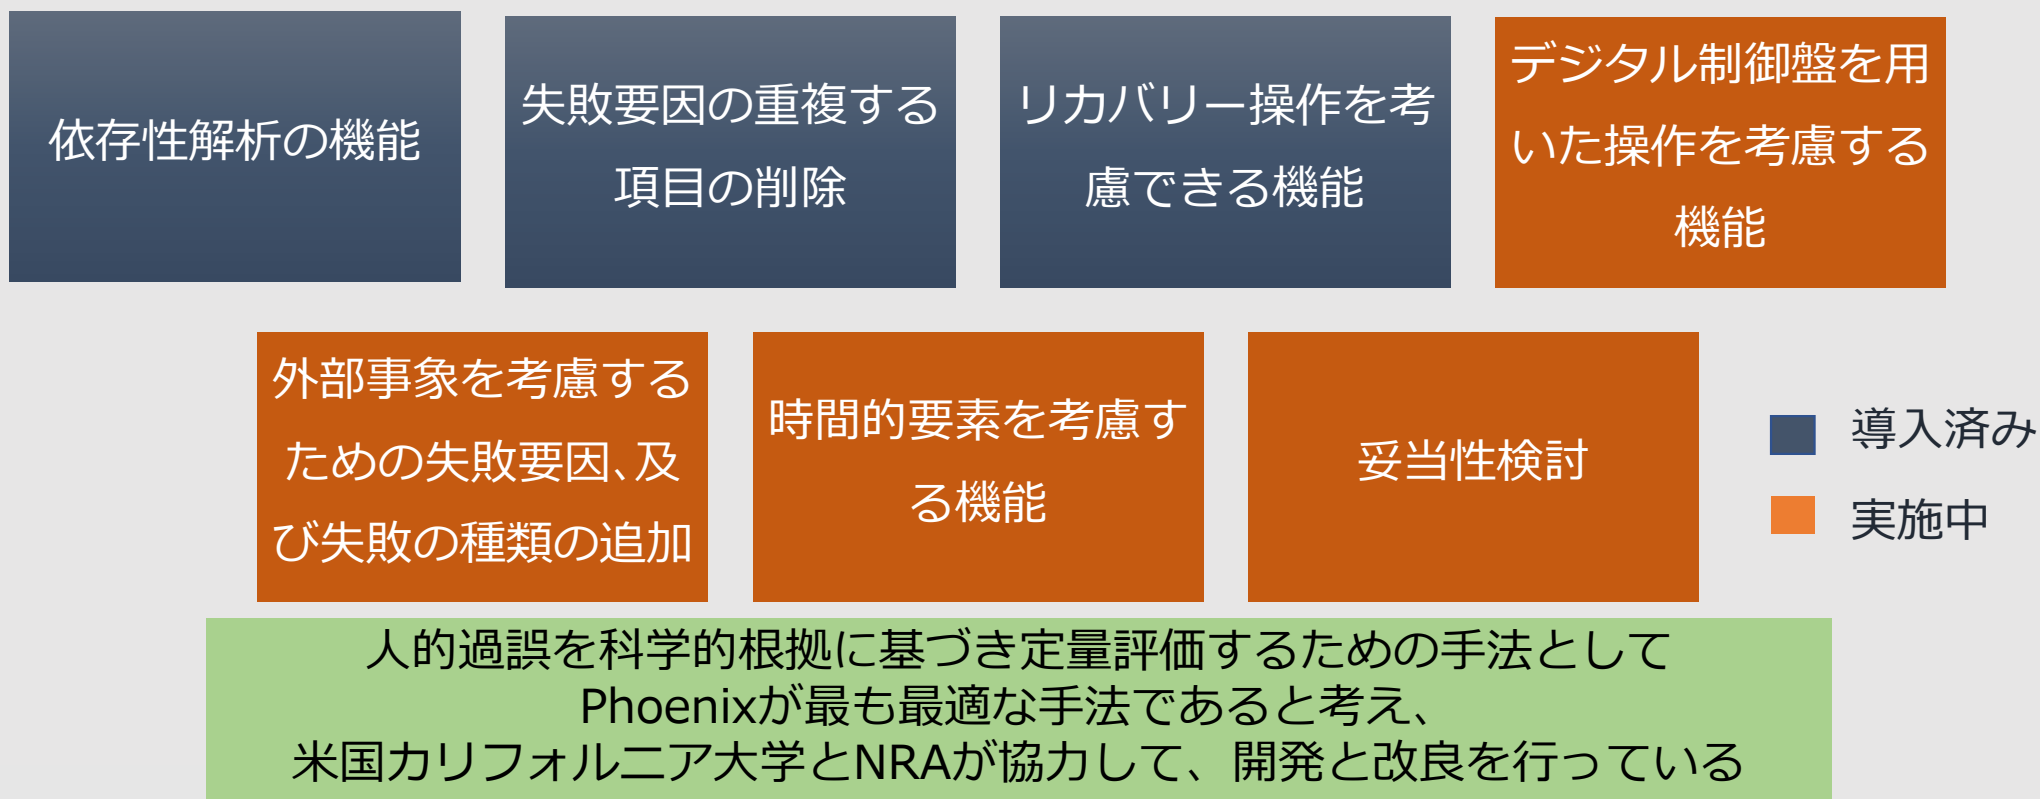 依存性解析の機能
失敗要因の重複する
項目の削除
リカバリー操作を考
慮できる機能
デジタル制御盤を用
いた操作を考慮する
機能
外部事象を考慮する
ための失敗要因、及
び失敗の種類の追加
時間的要素を考慮す
る機能
妥当性検討
導入済み
実施中
人的過誤を科学的根拠に基づき定量評価するための手法として
Phoenixが最も最適な手法であると考え、
米国カリフォルニア大学とNRAが協力して、開発と改良を行っている